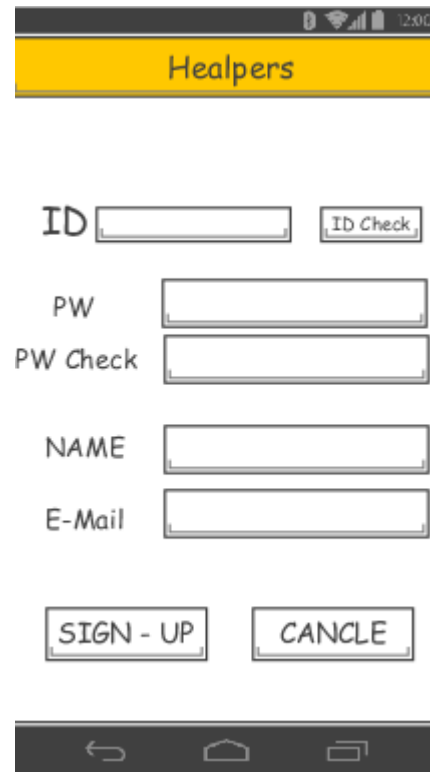 12:00
Healpers
ID
ID Check
PW
PW Check
NAME
E-Mail
SIGN - UP
CANCLE